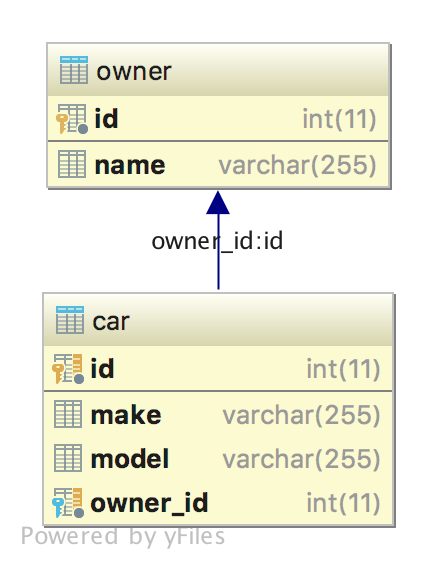 owner
id int(11)
name varchar(255)
owner_id:id
car
id int(11)
make varchar(255)
model varchar(255)
owner_id int(11)
Powered by yFiles